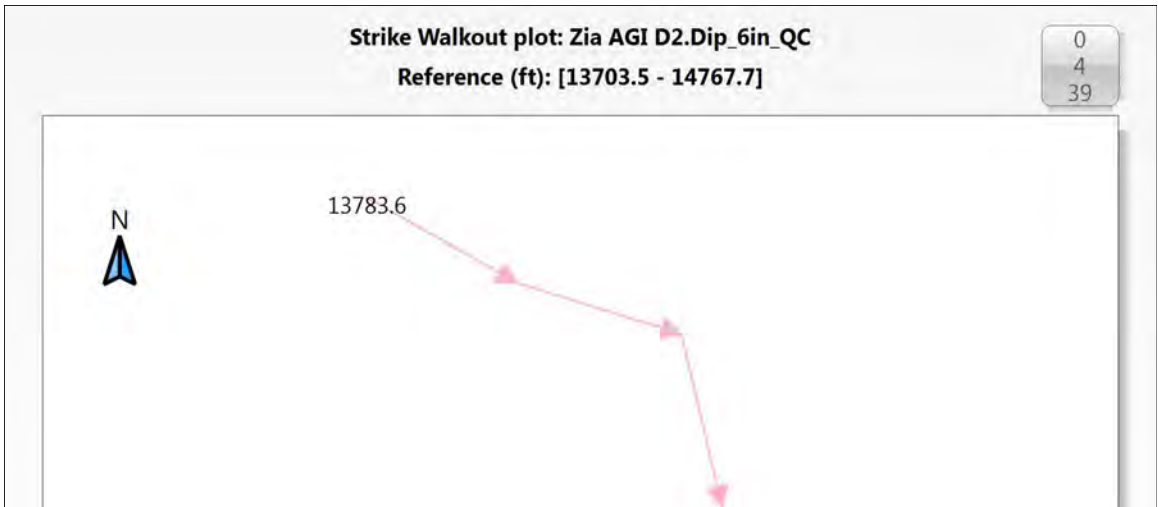 Strike Walkout plot: Zia AGI D2.Dip_6in_QC
Reference (ft): [13703.5 - 14767.7]
0
4
39
13783.6
N